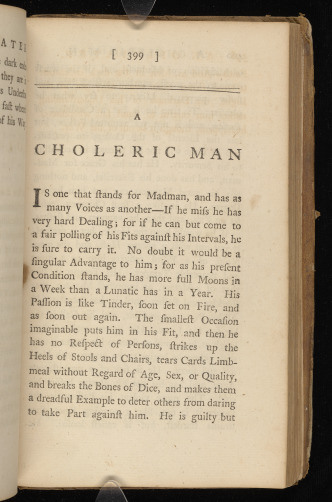 ATI
dark
they are
Under
fast
of his
[ 399 ]
A
CHOLERIC MAN
IS one that ſtands for Madman, and has as
many Voices as another—If he miſs he has
very hard Dealing; for if he can but come to
a fair polling of his Fits againſt his Intervals, he
is ſure to carry it. No doubt it would be a
ſingular Advantage to him; for as his preſent
Condition ſtands, he has more full Moons in
a Week than a Lunatic has in a Year. His
Paſſion is like Tinder, ſoon ſet on Fire, and
as ſoon out again. The ſmalleſt Occaſion
imaginable puts him in his Fit, and then he
has no Reſpect of Perſons, ſtrikes up the
Heels of Stools and Chairs, tears Cards Limb-
meal without Regard of Age, Sex, or Quality,
and breaks the Bones of Dice, and makes them
a dreadful Example to deter others from daring
to take Part againſt him. He is guilty but